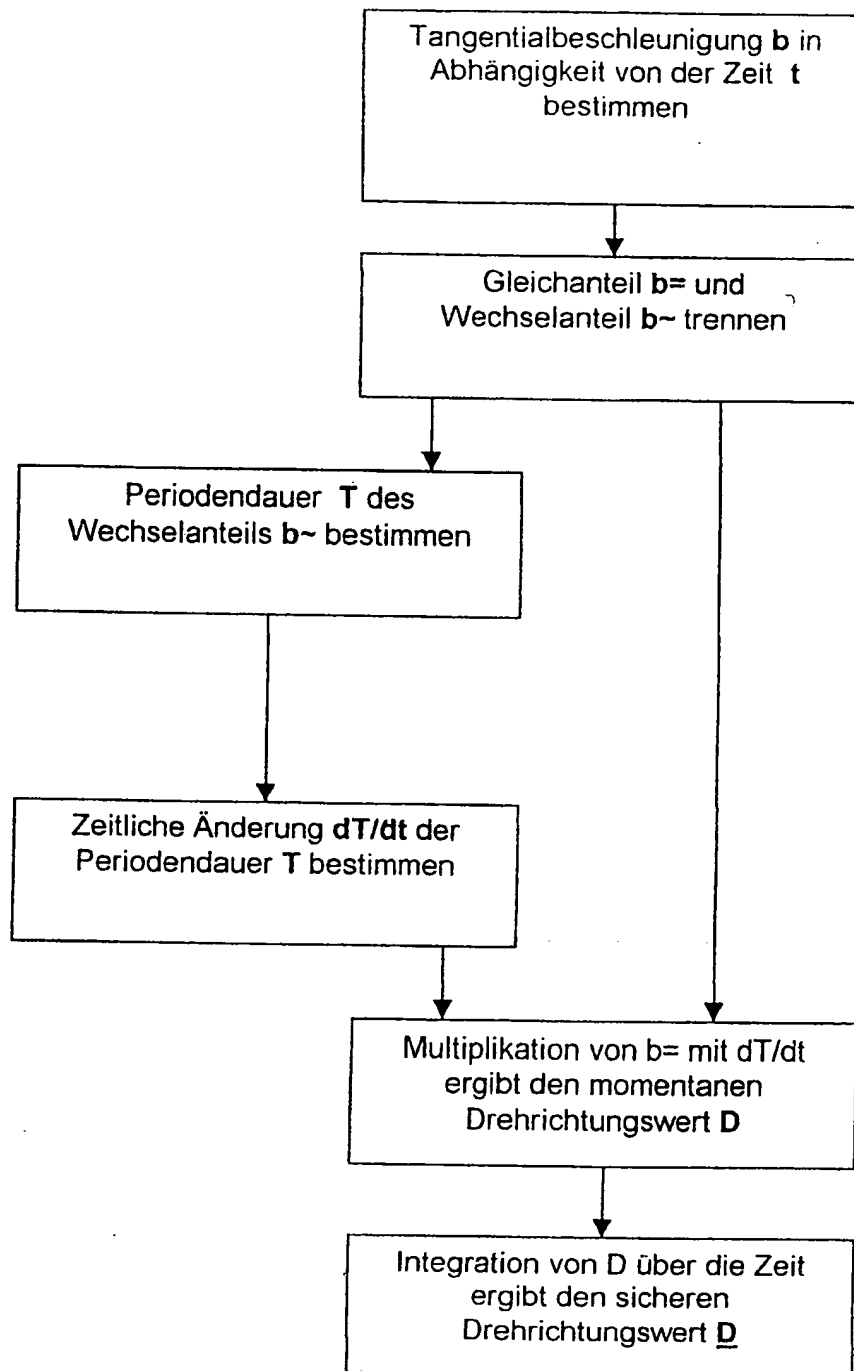 Tangentialbeschleunigung b in
Abhängigkeit von der Zeit t
bestimmen
Gleichanteil b= und
Wechselanteil b~ trennen
Periodendauer T des
Wechselanteils b~ bestimmen
Zeitliche Änderung dT/dt der
Periodendauer T bestimmen
Multiplikation von b= mit dT/dt
ergibt den momentanen
Drehrichtungswert D
Integration von D über die Zeit
ergibt den sicheren
Drehrichtungswert D